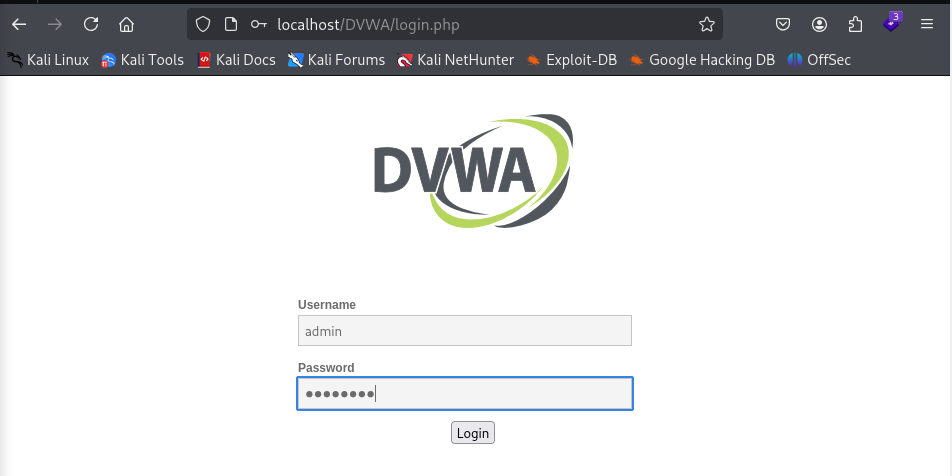 localhost/DVWA/login.php
3
Kali Linux Kali Tools Kali Docs Kali Forums Kali NetHunter Exploit-DB Google Hacking DB OffSec
DVWA
Username
admin
Password
••••••••
Login